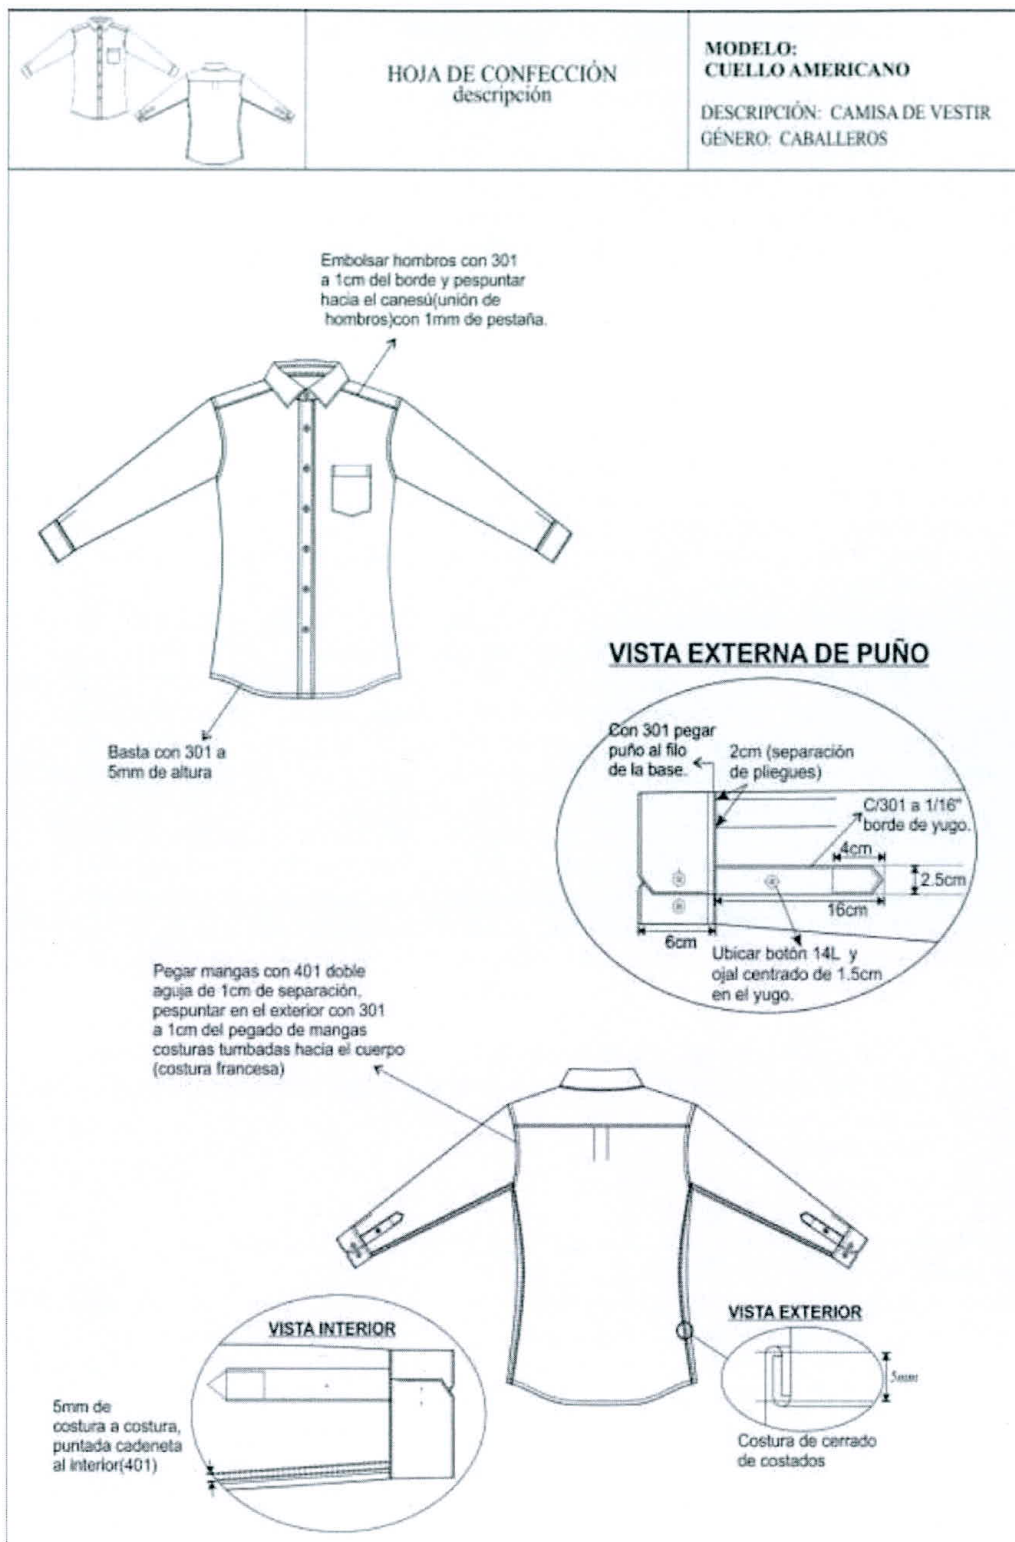 HOJA DE CONFECCIÓN
descripción
MODELO:
CUELLO AMERICANO
DESCRIPCIÓN: CAMISA DE VESTIR
GÉNERO: CABALLEROS
Embolsar hombros con 301
a 1cm del borde y pespuntar
hacia el canesú(unión de
hombros)con 1mm de pestaña.
Basta con 301 a
5mm de altura
VISTA EXTERNA DE PUÑO
Con 301 pegar
puño al filo
de la base.
2cm (separación
de pliegues)
C/301 a 1/16"
borde de yugo.
4cm
2.5cm
16cm
6cm
Ubicar botón 14L y
ojal centrado de 1.5cm
en el yugo.
Pegar mangas con 401 doble
aguja de 1cm de separación,
pespuntar en el exterior con 301
a 1cm del pegado de mangas
costuras tumbadas hacia el cuerpo
(costura francesa)
VISTA INTERIOR
5mm de
costura a costura,
puntada cadeneta
al interior(401)
VISTA EXTERIOR
5mm
Costura de cerrado
de costados